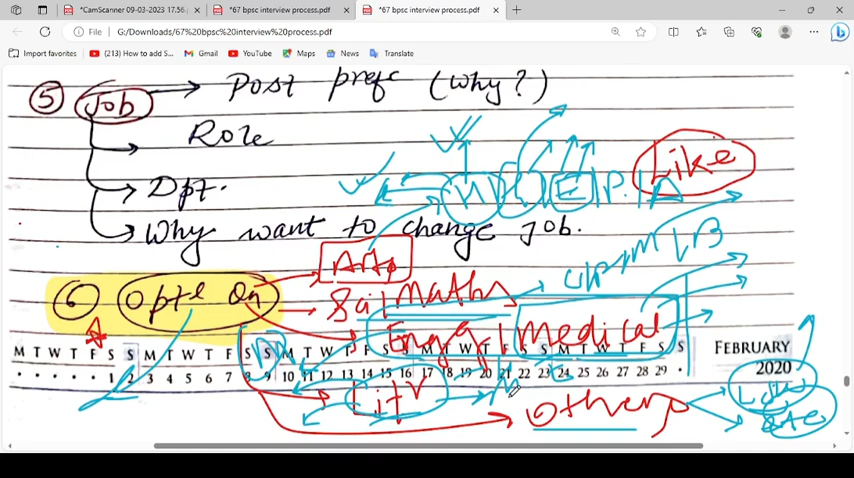 *CamScanner 09-03-2023 17.56.p
*67 bpsc interview process.pdf
*67 bpsc interview process.pdf
File | G:/Downloads/67%20bpsc%20interview%20process.pdf
Import favorites
(213) How to add S...
Gmail
YouTube
Maps
News
Translate
5 Job → Post prefc (Why?)
→ Role
Like
→ Dpt.
H | E | P. | A
→ Why want to change job.
Arts
6 Optl On
Sci/Maths
Engg / Medical
M T W T F S S M T W T F S S M T W T F S S M T W T F S S M T W T F S S FEBRUARY
1 2 3 4 5 6 7 8 9 10 11 12 13 14 15 16 17 18 19 20 21 22 23 24 25 26 27 28 29 2020
Litr
Others